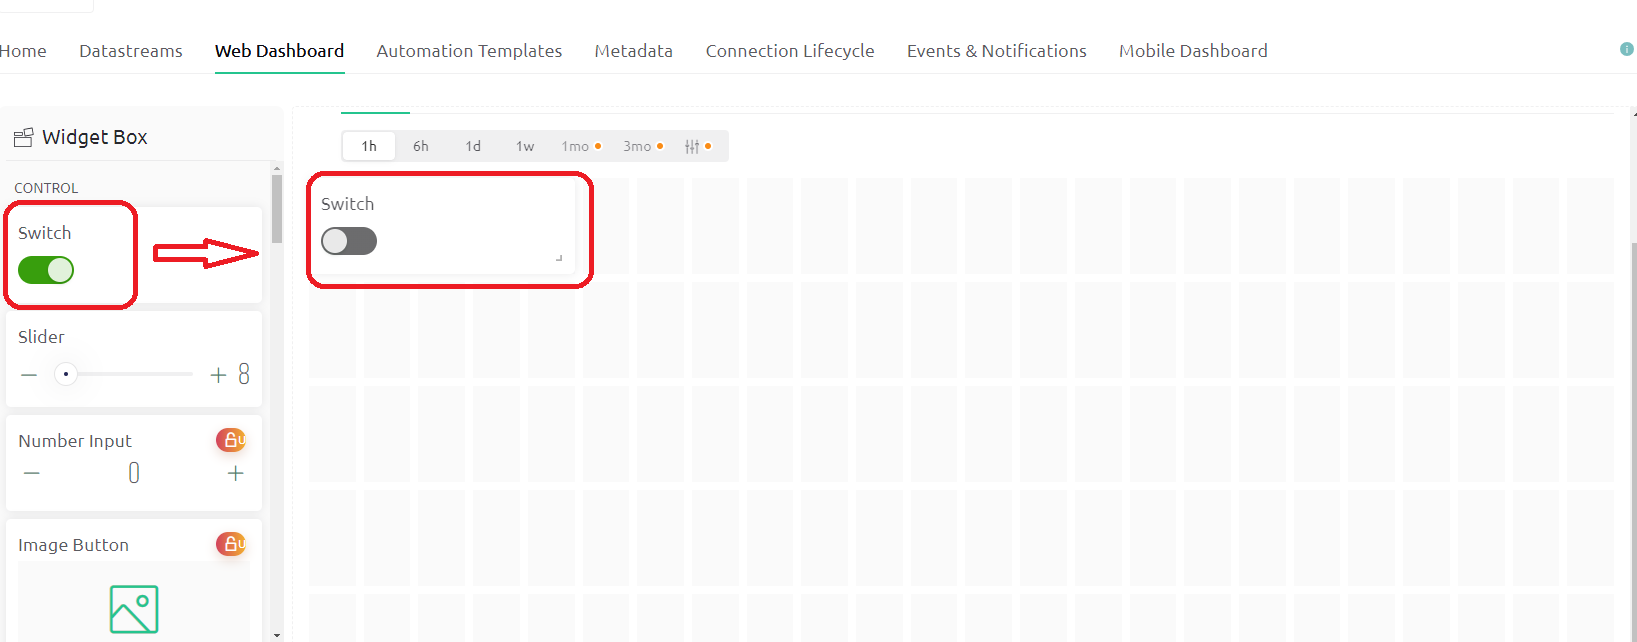 Home Datastreams Web Dashboard Automation Templates Metadata Connection Lifecycle Events & Notifications Mobile Dashboard
Widget Box
1h 6h 1d 1w 1mo 3mo
CONTROL
Switch
Switch
Slider
8
Number Input
0
Image Button